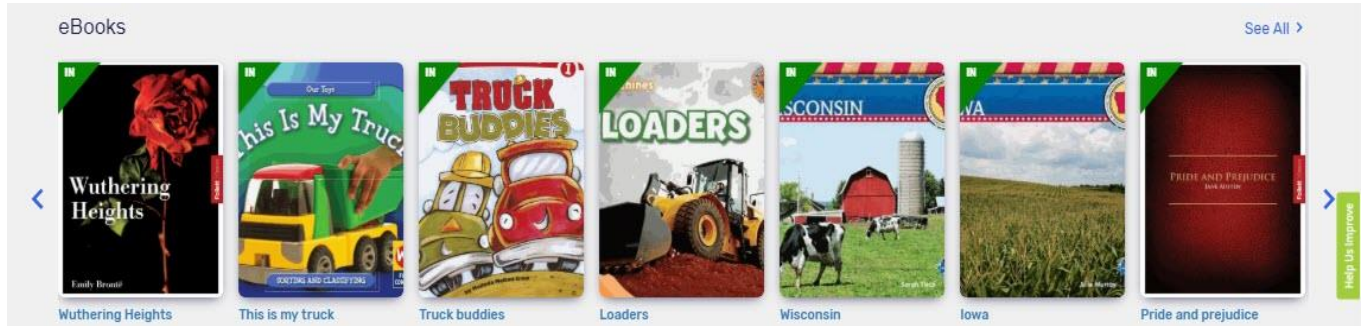 eBooks
See All >
IN
Wuthering
Heights
Emily Brontë
Wuthering Heights
IN
Our Toys
This Is My Truck
SORTING AND CLASSIFYING
This is my truck
IN
1
TRUCK
BUDDIES
Truck buddies
IN
hines
LOADERS
Loaders
IN
SCONSIN
Wisconsin
IN
WA
Iowa
IN
PRIDE AND PREJUDICE
JANE AUSTEN
Pride and prejudice
Help Us Improve